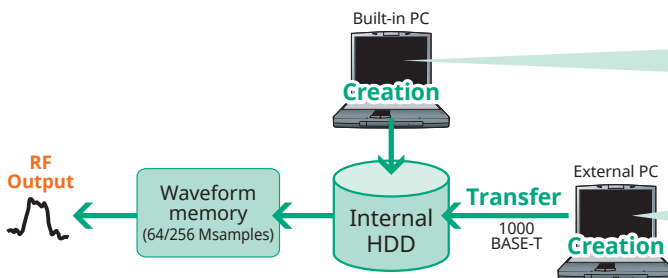 Built-in PC
Creation
RF
Output
Waveform
memory
(64/256 Msamples)
Internal
HDD
Transfer
1000
BASE-T
External PC
Creation